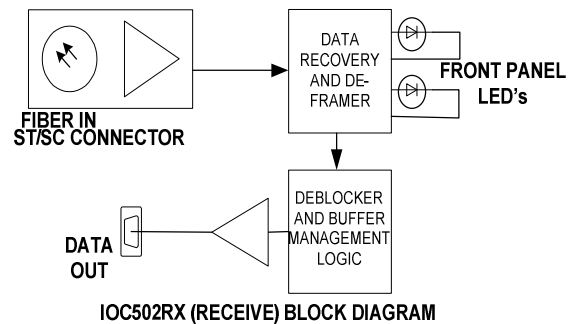 DATA
RECOVERY
AND DE-
FRAMER
FRONT PANEL
LED's
FIBER IN
ST/SC CONNECTOR
DEBLOCKER
AND BUFFER
MANAGEMENT
LOGIC
DATA
OUT
IOC502RX (RECEIVE) BLOCK DIAGRAM